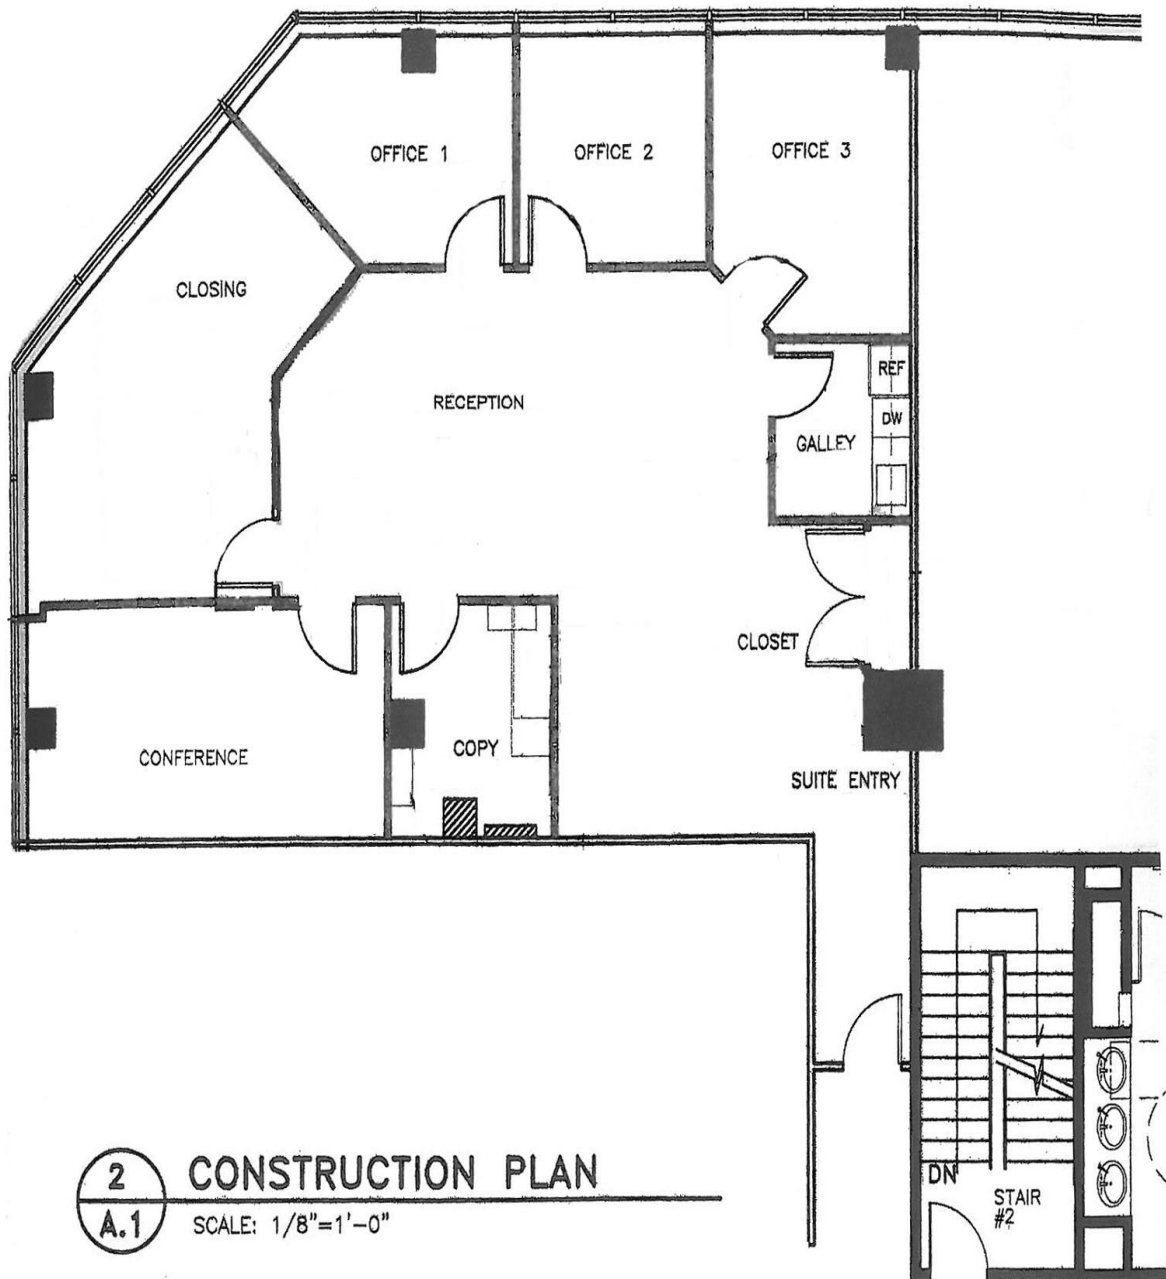 OFFICE 1
OFFICE 2
OFFICE 3
CLOSING
RECEPTION
REF
DW
GALLEY
CLOSET
CONFERENCE
COPY
SUITE ENTRY
DN
STAIR
#2
2
A.1
CONSTRUCTION PLAN
SCALE: 1/8"=1'-0"